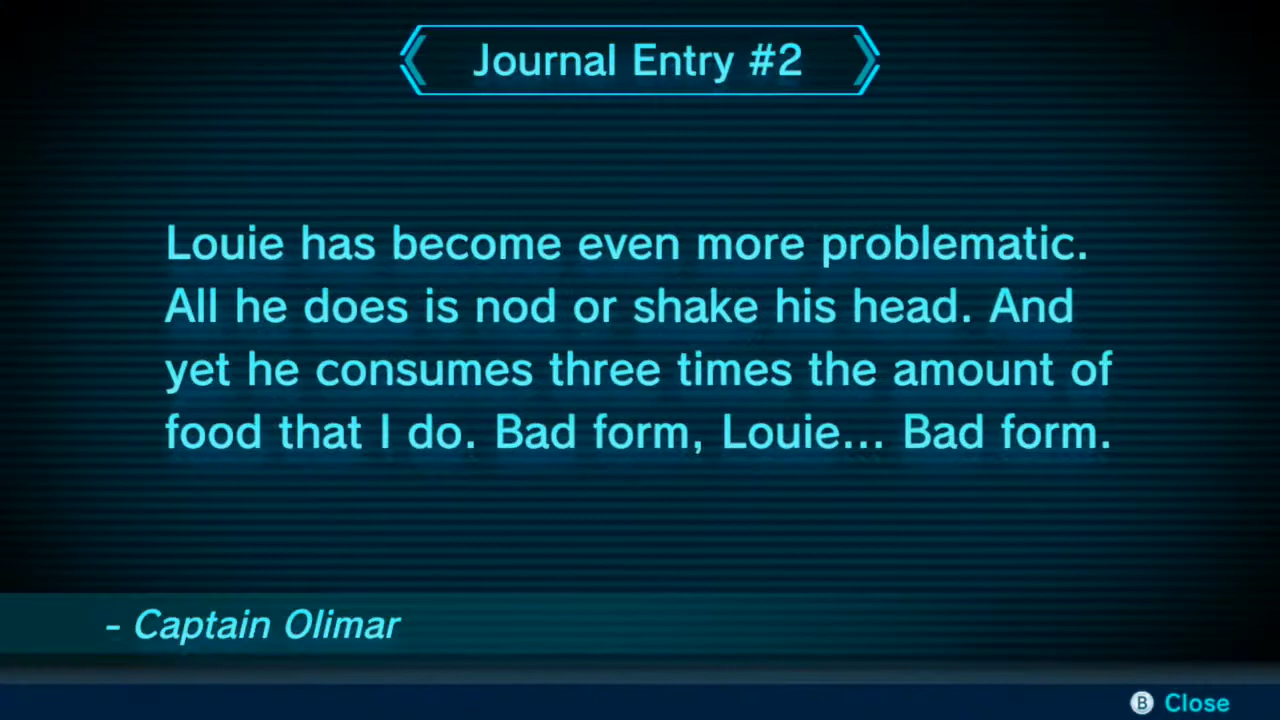 Journal Entry #2
Louie has become even more problematic.
All he does is nod or shake his head. And
yet he consumes three times the amount of
food that I do. Bad form, Louie... Bad form.
- Captain Olimar
B Close